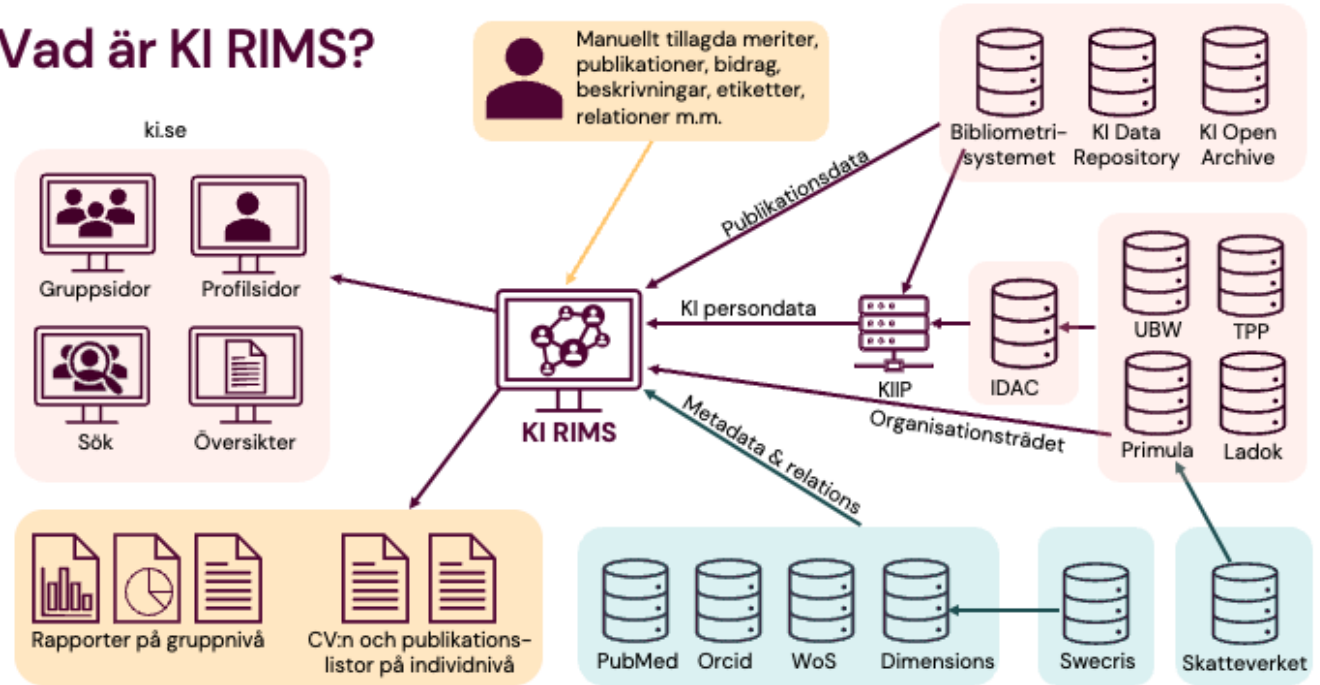 Vad är KI RIMS?
Manuellt tillagda meriter,
publikationer, bidrag,
beskrivningar, etiketter,
relationer m.m.
Bibliometri-
systemet
KI Data
Repository
KI Open
Archive
ki.se
Gruppsidor
Profilsidor
Sök
Översikter
Publikationsdata
KI persondata
KI RIMS
KIIP
IDAC
UBW
TPP
Primula
Ladok
Organisationsträdet
Metadata & relations
Rapporter på gruppnivå
CV:n och publikations-
listor på individnivå
PubMed
Orcid
WoS
Dimensions
Swecris
Skatteverket